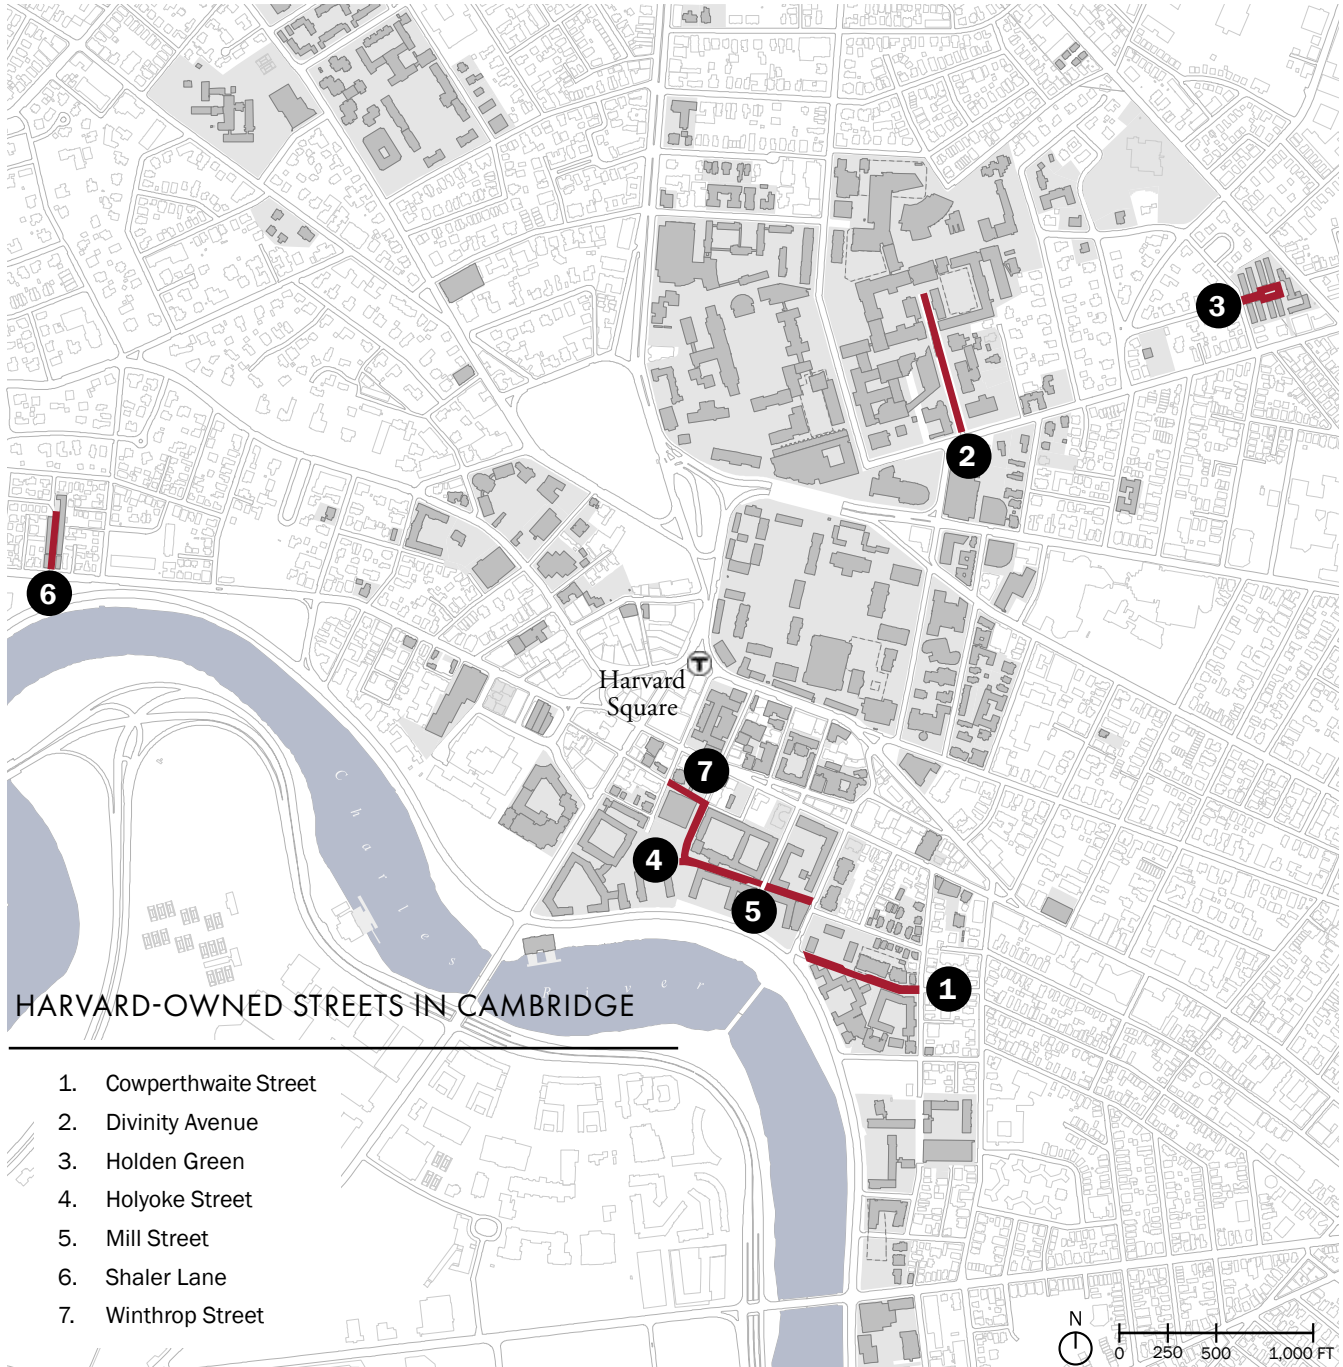 3
2
6
T
Harvard
Square
7
4
5
1
Charles
River
HARVARD-OWNED STREETS IN CAMBRIDGE
1. Cowperthwaite Street
2. Divinity Avenue
3. Holden Green
4. Holyoke Street
5. Mill Street
6. Shaler Lane
7. Winthrop Street
N
0 250 500 1,000 FT